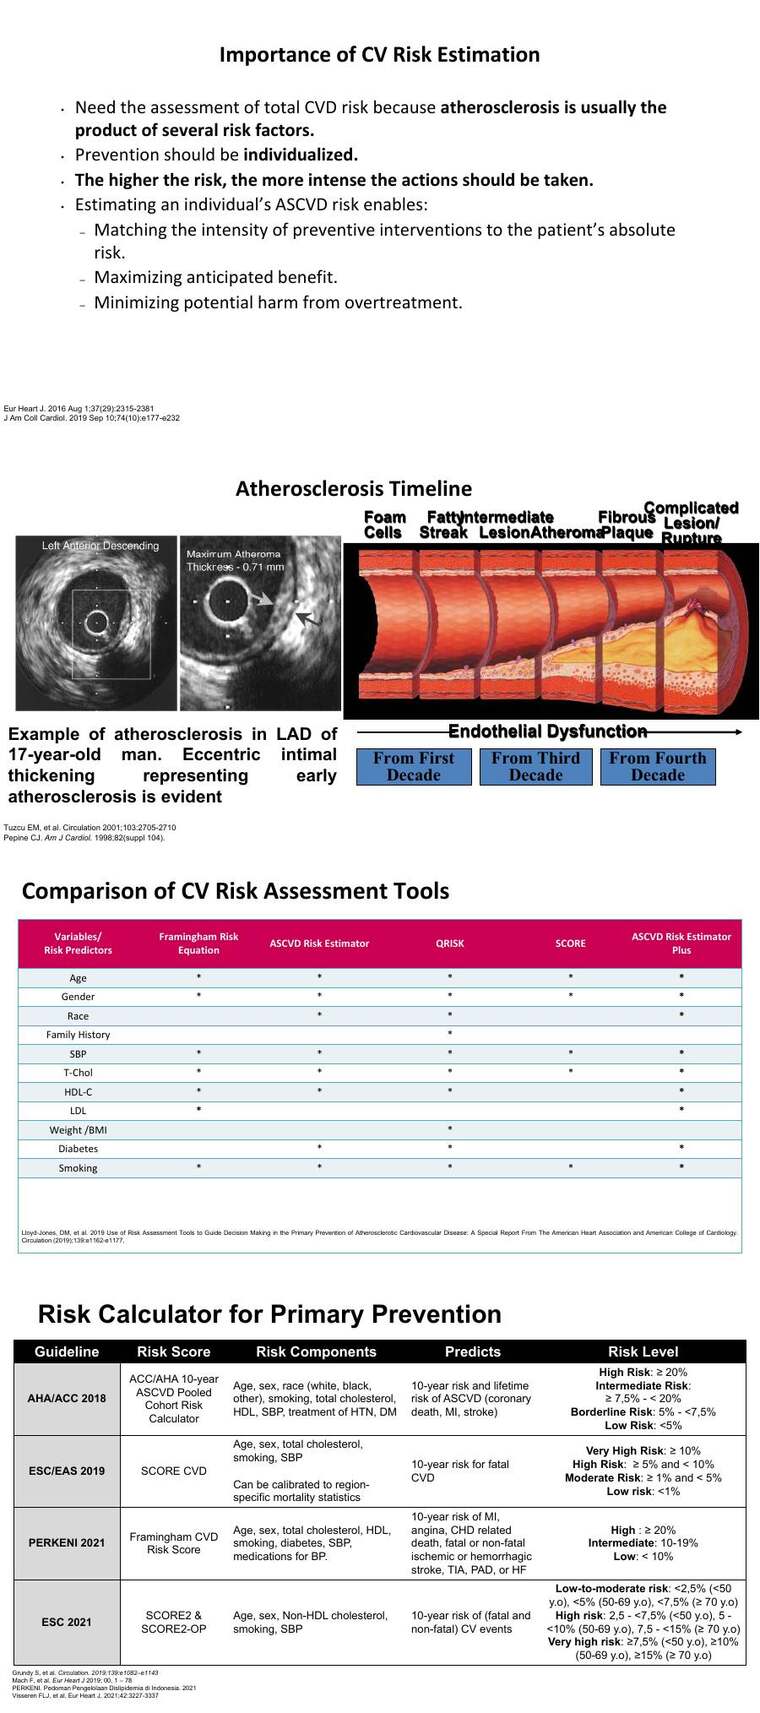 Importance of CV Risk Estimation
• Need the assessment of total CVD risk because atherosclerosis is usually the
product of several risk factors.
• Prevention should be individualized.
• The higher the risk, the more intense the actions should be taken.
• Estimating an individual's ASCVD risk enables:
– Matching the intensity of preventive interventions to the patient's absolute
risk.
– Maximizing anticipated benefit.
– Minimizing potential harm from overtreatment.
Eur Heart J. 2016 Aug 1;37(29):2315-2381
J Am Coll Cardiol. 2019 Sep 10;74(10):e177-e232
Atherosclerosis Timeline
Left Anterior Descending
Maximum Atheroma
Thickness - 0.71 mm
Foam
Cells
Fatty
Streak
Intermediate
Lesion
Atheroma
Fibrous
Plaque
Complicated
Lesion/
Rupture
Endothelial Dysfunction
From First
Decade
From Third
Decade
From Fourth
Decade
Example of atherosclerosis in LAD of
17-year-old man. Eccentric intimal
thickening representing early
atherosclerosis is evident
Tuzcu EM, et al. Circulation 2001;103:2705-2710
Pepine CJ. Am J Cardiol. 1998;82(suppl 104).
Comparison of CV Risk Assessment Tools
Variables/
Risk Predictors
Framingham Risk
Equation
ASCVD Risk Estimator
QRISK
SCORE
ASCVD Risk Estimator
Plus
Age * * * * *
Gender * * * * *
Race * * *
Family History *
SBP * * * * *
T-Chol * * * * *
HDL-C * * * *
LDL * *
Weight /BMI *
Diabetes * * *
Smoking * * * * *
Lloyd-Jones, DM, et al. 2019 Use of Risk Assessment Tools to Guide Decision Making in the Primary Prevention of Atherosclerotic Cardiovascular Disease: A Special Report From The American Heart Association and American College of Cardiology.
Circulation (2019);139:e1162-e1177.
Risk Calculator for Primary Prevention
Guideline Risk Score Risk Components Predicts Risk Level
AHA/ACC 2018
ACC/AHA 10-year
ASCVD Pooled
Cohort Risk
Calculator
Age, sex, race (white, black,
other), smoking, total cholesterol,
HDL, SBP, treatment of HTN, DM
10-year risk and lifetime
risk of ASCVD (coronary
death, MI, stroke)
High Risk: ≥ 20%
Intermediate Risk:
≥ 7,5% - < 20%
Borderline Risk: 5% - <7,5%
Low Risk: <5%
ESC/EAS 2019
SCORE CVD
Age, sex, total cholesterol,
smoking, SBP
Can be calibrated to region-
specific mortality statistics
10-year risk for fatal
CVD
Very High Risk: ≥ 10%
High Risk: ≥ 5% and < 10%
Moderate Risk: ≥ 1% and < 5%
Low risk: <1%
PERKENI 2021
Framingham CVD
Risk Score
Age, sex, total cholesterol, HDL,
smoking, diabetes, SBP,
medications for BP.
10-year risk of MI,
angina, CHD related
death, fatal or non-fatal
ischemic or hemorrhagic
stroke, TIA, PAD, or HF
High : ≥ 20%
Intermediate: 10-19%
Low: < 10%
ESC 2021
SCORE2 &
SCORE2-OP
Age, sex, Non-HDL cholesterol,
smoking, SBP
10-year risk of (fatal and
non-fatal) CV events
Low-to-moderate risk: <2,5% (<50
y.o), <5% (50-69 y.o), <7,5% (≥ 70 y.o)
High risk: 2,5 - <7,5% (<50 y.o), 5 -
<10% (50-69 y.o), 7,5 - <15% (≥ 70 y.o)
Very high risk: ≥7,5% (<50 y.o), ≥10%
(50-69 y.o), ≥15% (≥ 70 y.o)
Grundy S, et al. Circulation. 2019;139:e1082–e1143
Mach F, et al. Eur Heart J 2019; 00, 1 – 78
PERKENI. Pedoman Pengelolaan Dislipidemia di Indonesia. 2021
Visseren FLJ, et al. Eur Heart J. 2021;42:3227-3337